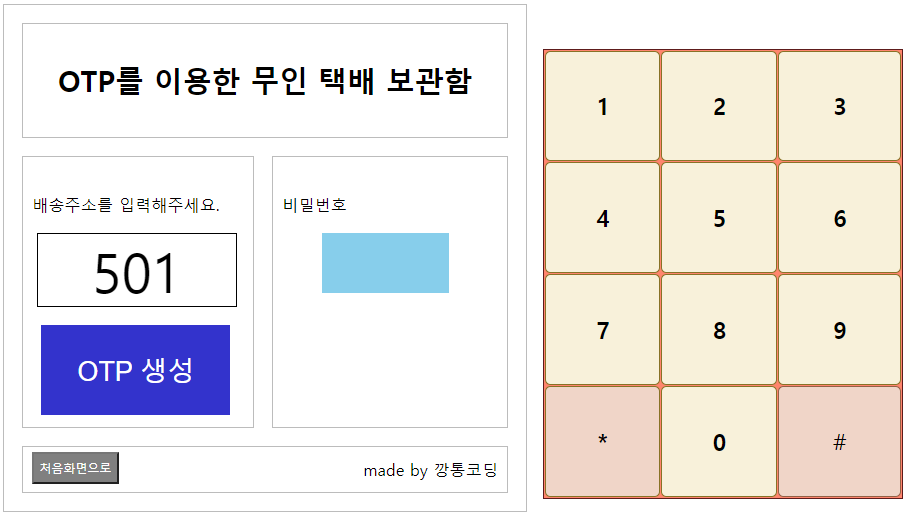 OTP를 이용한 무인 택배 보관함
배송주소를 입력해주세요.
501
OTP 생성
비밀번호
처음화면으로
made by 깡통코딩
1 2 3
4 5 6
7 8 9
* 0 #